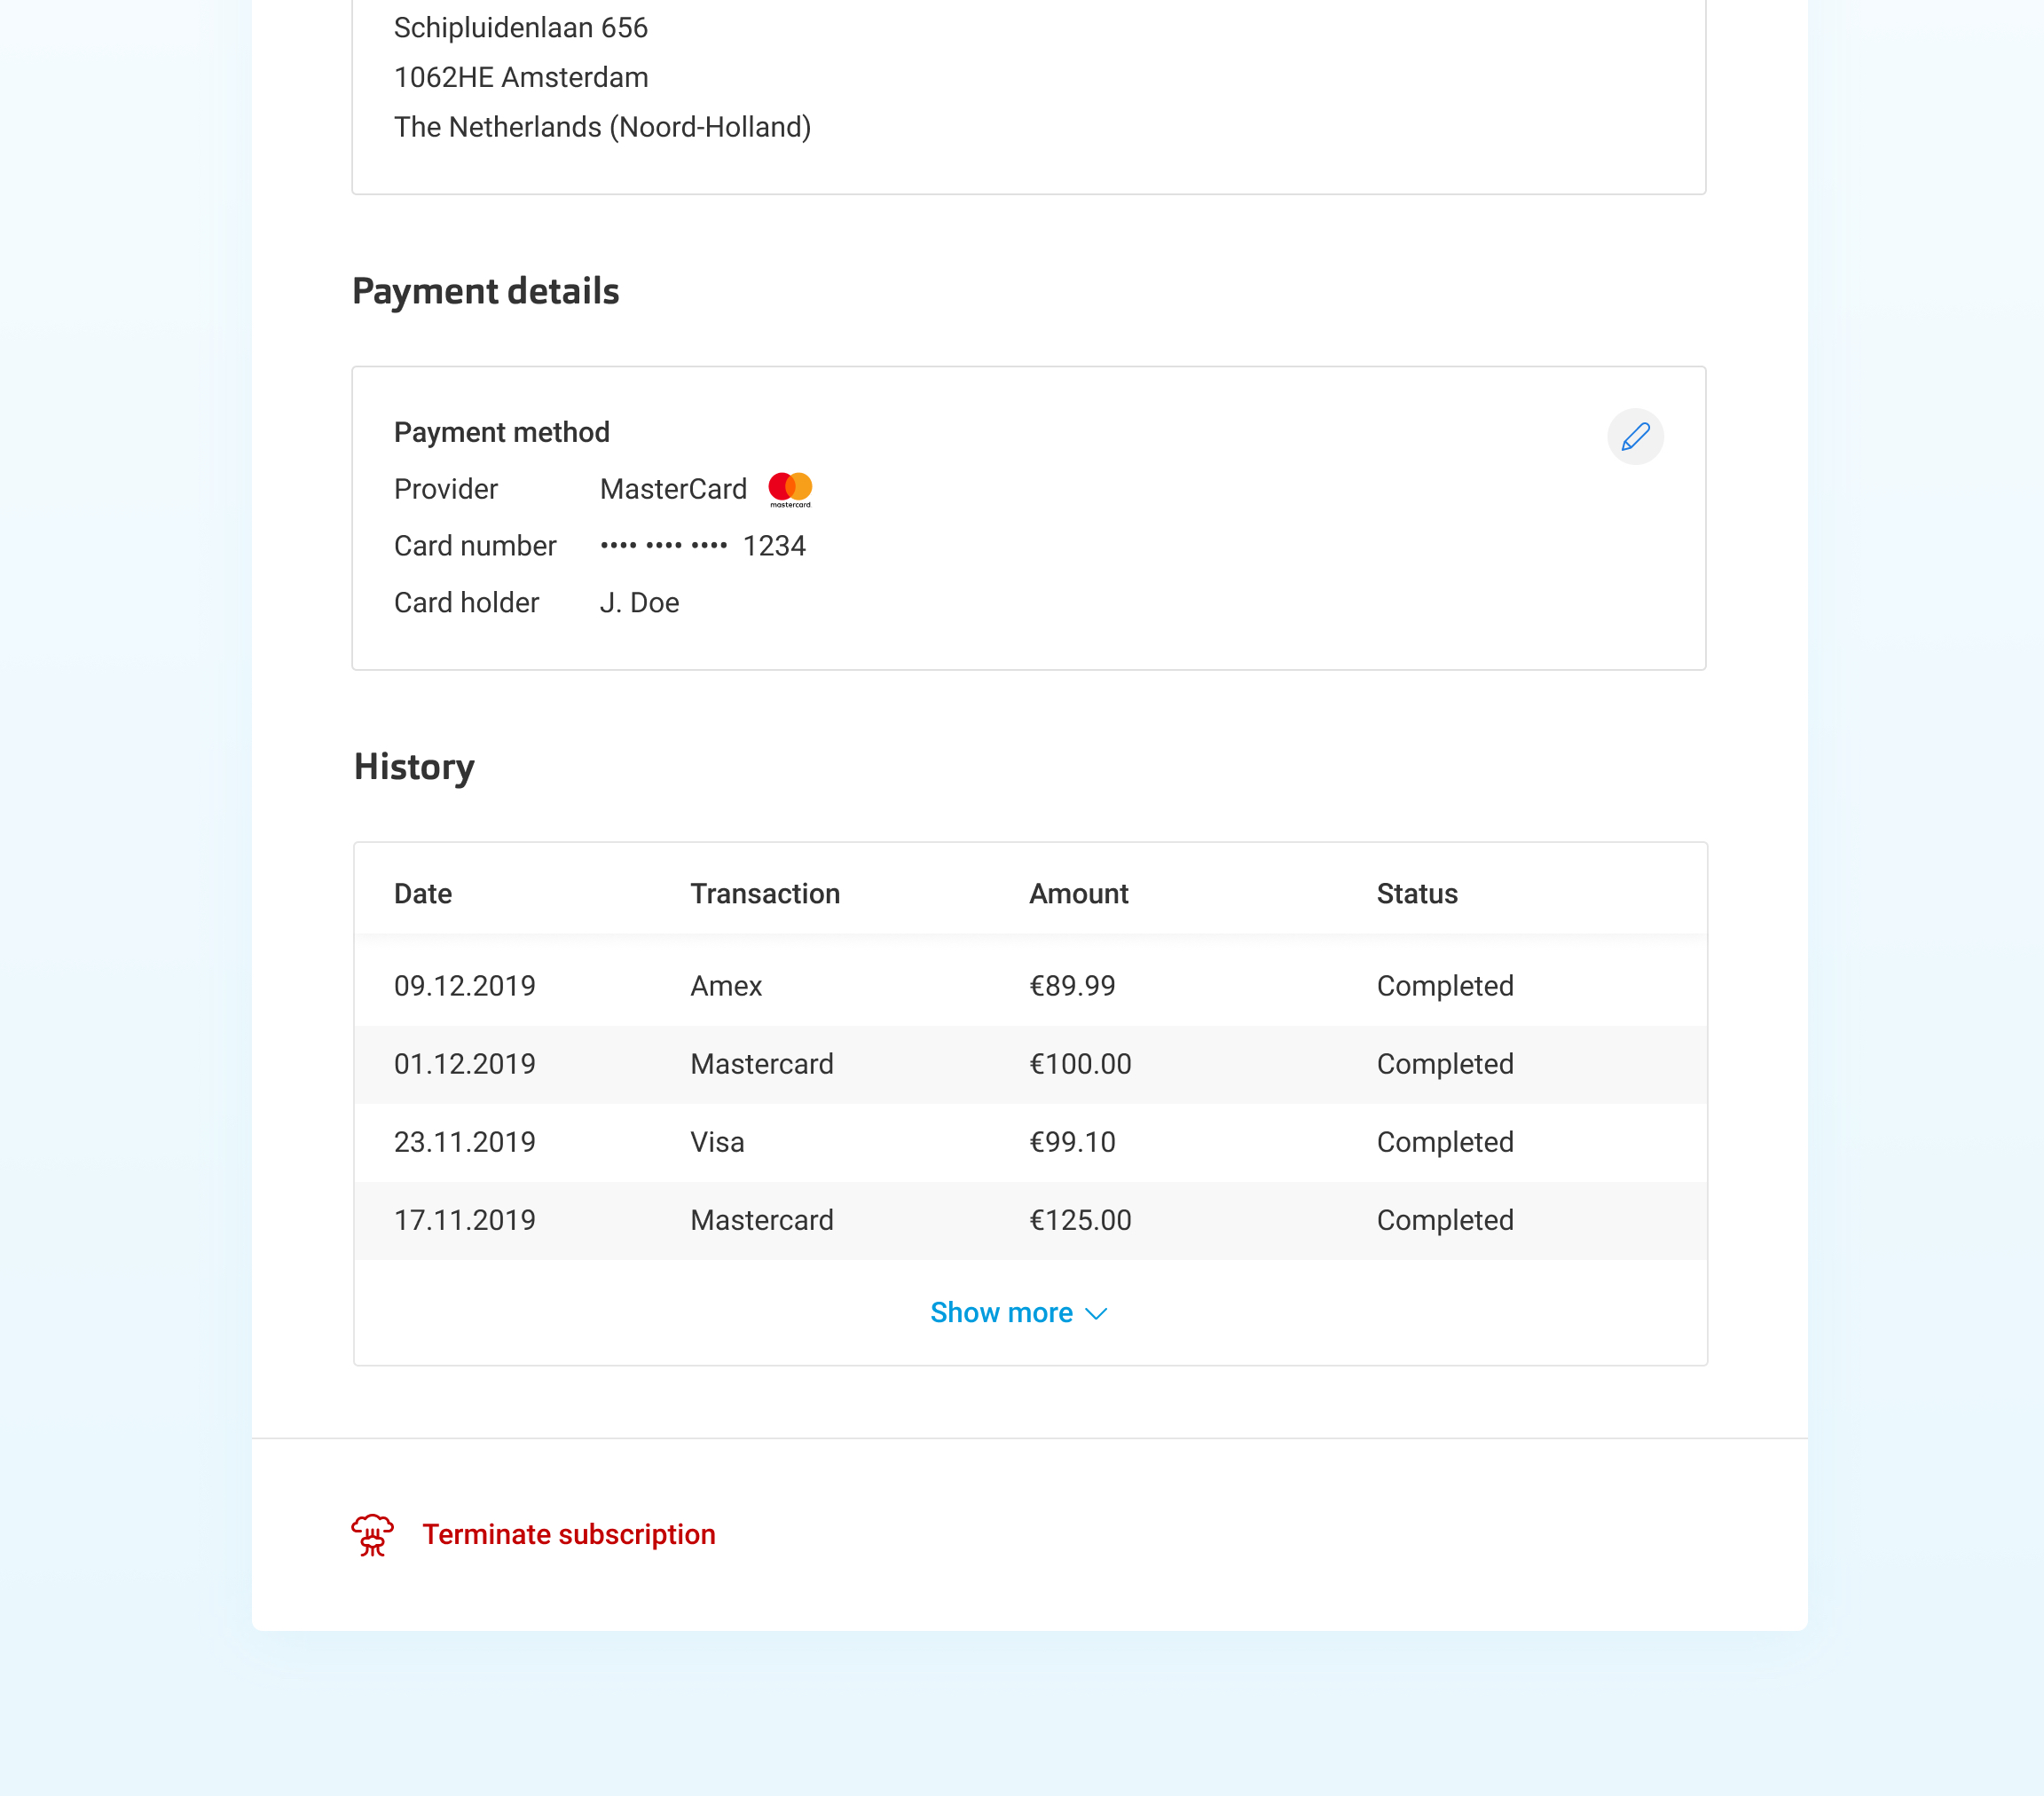 Schipluidenlaan 656
1062HE Amsterdam
The Netherlands (Noord-Holland)
Payment details
Payment method
Provider MasterCard mastercard
Card number •••• •••• •••• 1234
Card holder J. Doe
History
Date Transaction Amount Status
09.12.2019 Amex €89.99 Completed
01.12.2019 Mastercard €100.00 Completed
23.11.2019 Visa €99.10 Completed
17.11.2019 Mastercard €125.00 Completed
Show more
Terminate subscription